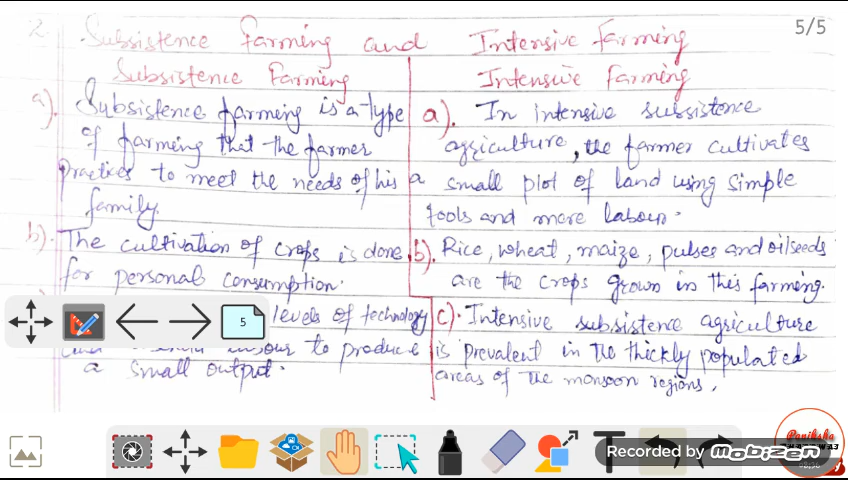 5/5
2. Subsistence farming and Intensive farming
Subsistence Farming
a). Subsistence farming is a type
of farming that the farmer
practices to meet the needs of his
family.
b). The cultivation of crops is done
for personal consumption.
levels of technology
labour to produce
a small output.
Intensive Farming
a). In intensive subsistence
agriculture, the farmer cultivates
a small plot of land using simple
tools and more labour.
b). Rice, wheat, maize, pulses and oilseeds
are the crops grown in this farming.
c). Intensive subsistence agriculture
is prevalent in the thickly populated
areas of the monsoon regions.
5
T
Recorded by mobizen
Paniksha